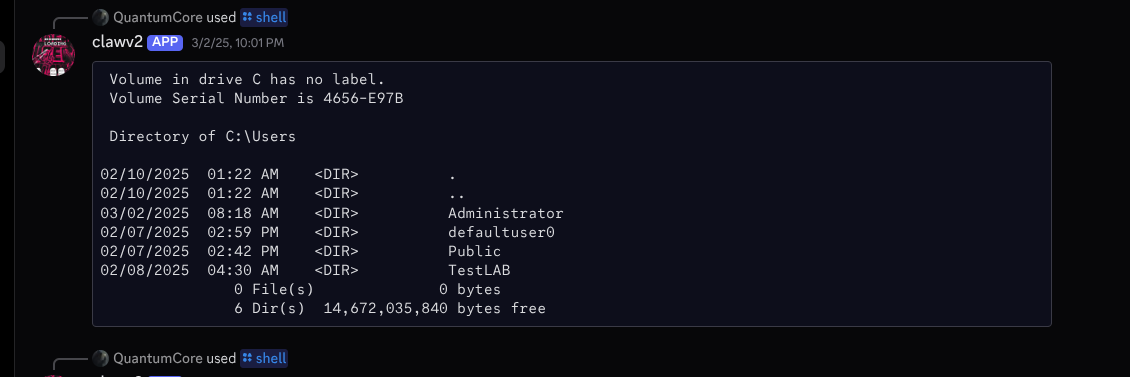 QuantumCore used shell
clawv2 APP 3/2/25, 10:01 PM
Volume in drive C has no label.
Volume Serial Number is 4656-E97B
Directory of C:\Users
02/10/2025 01:22 AM <DIR> .
02/10/2025 01:22 AM <DIR> ..
03/02/2025 08:18 AM <DIR> Administrator
02/07/2025 02:59 PM <DIR> defaultuser0
02/07/2025 02:42 PM <DIR> Public
02/08/2025 04:30 AM <DIR> TestLAB
0 File(s) 0 bytes
6 Dir(s) 14,672,035,840 bytes free
QuantumCore used shell